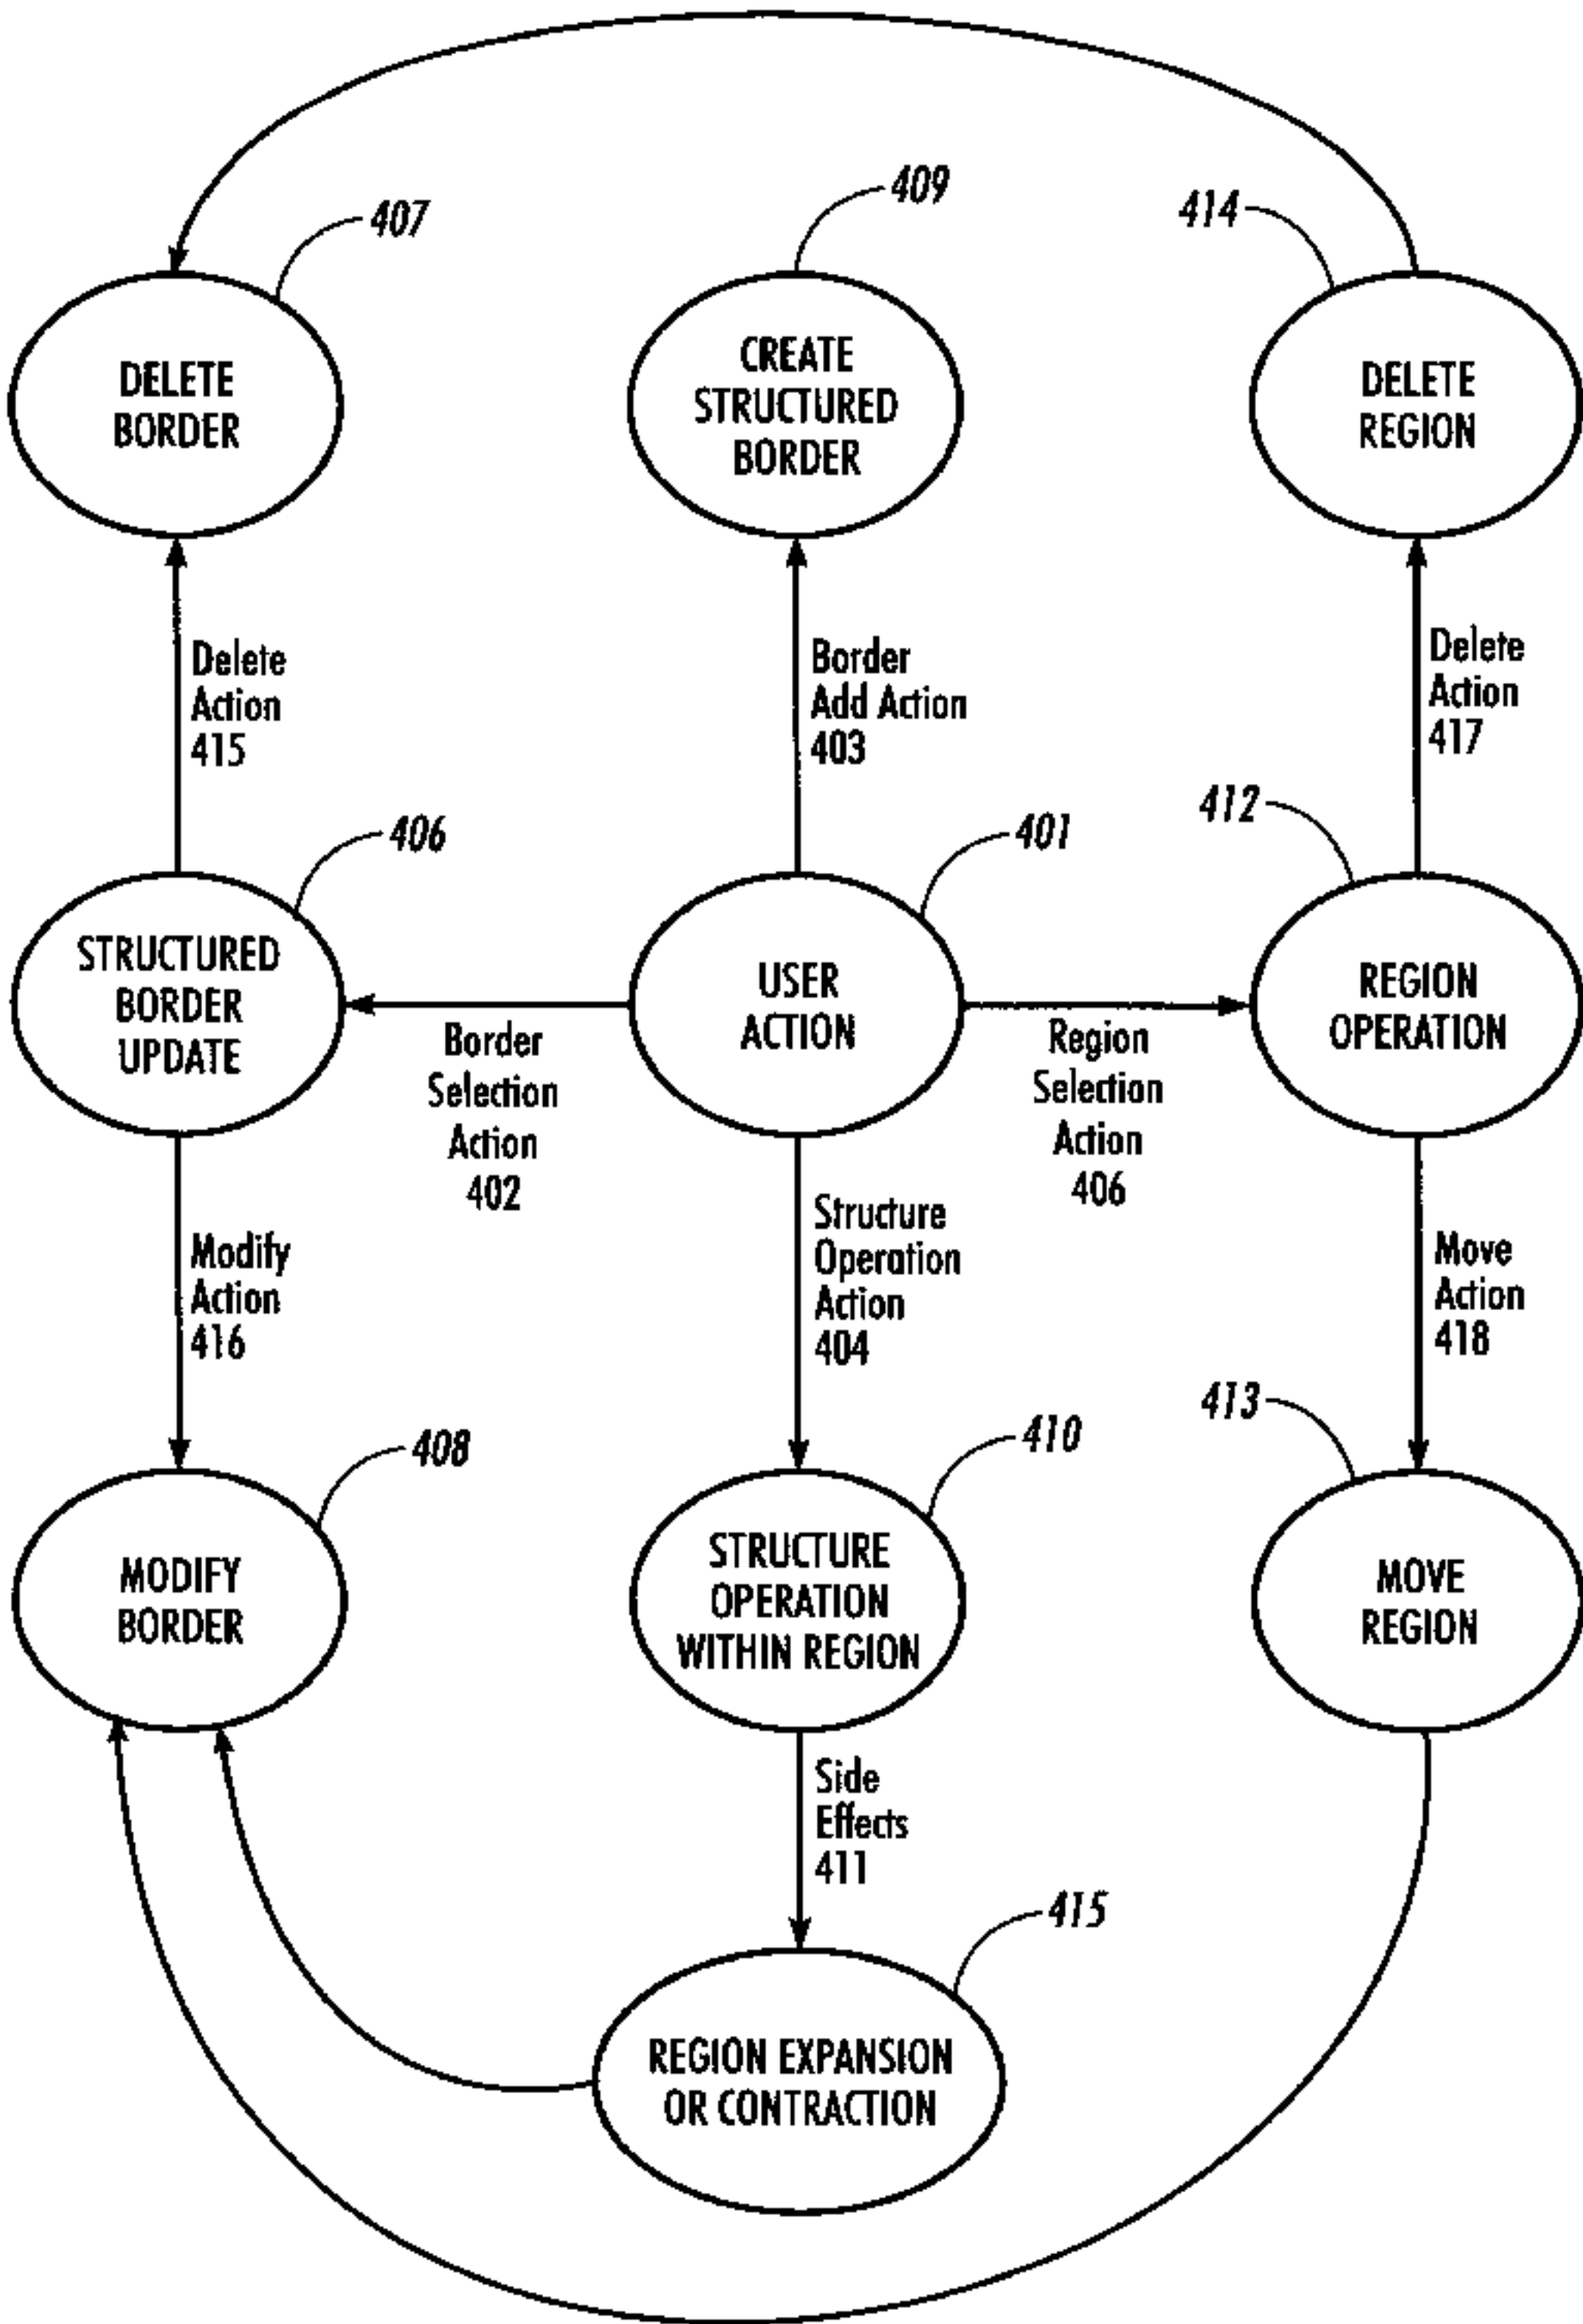 407
409
414
DELETE
BORDER
CREATE
STRUCTURED
BORDER
DELETE
REGION
Delete
Action
415
Border
Add Action
403
Delete
Action
417
406
401
412
STRUCTURED
BORDER
UPDATE
USER
ACTION
REGION
OPERATION
Border
Selection
Action
402
Region
Selection
Action
406
Modify
Action
416
Structure
Operation
Action
404
Move
Action
418
408
410
413
MODIFY
BORDER
STRUCTURE
OPERATION
WITHIN REGION
MOVE
REGION
Side
Effects
411
415
REGION EXPANSION
OR CONTRACTION